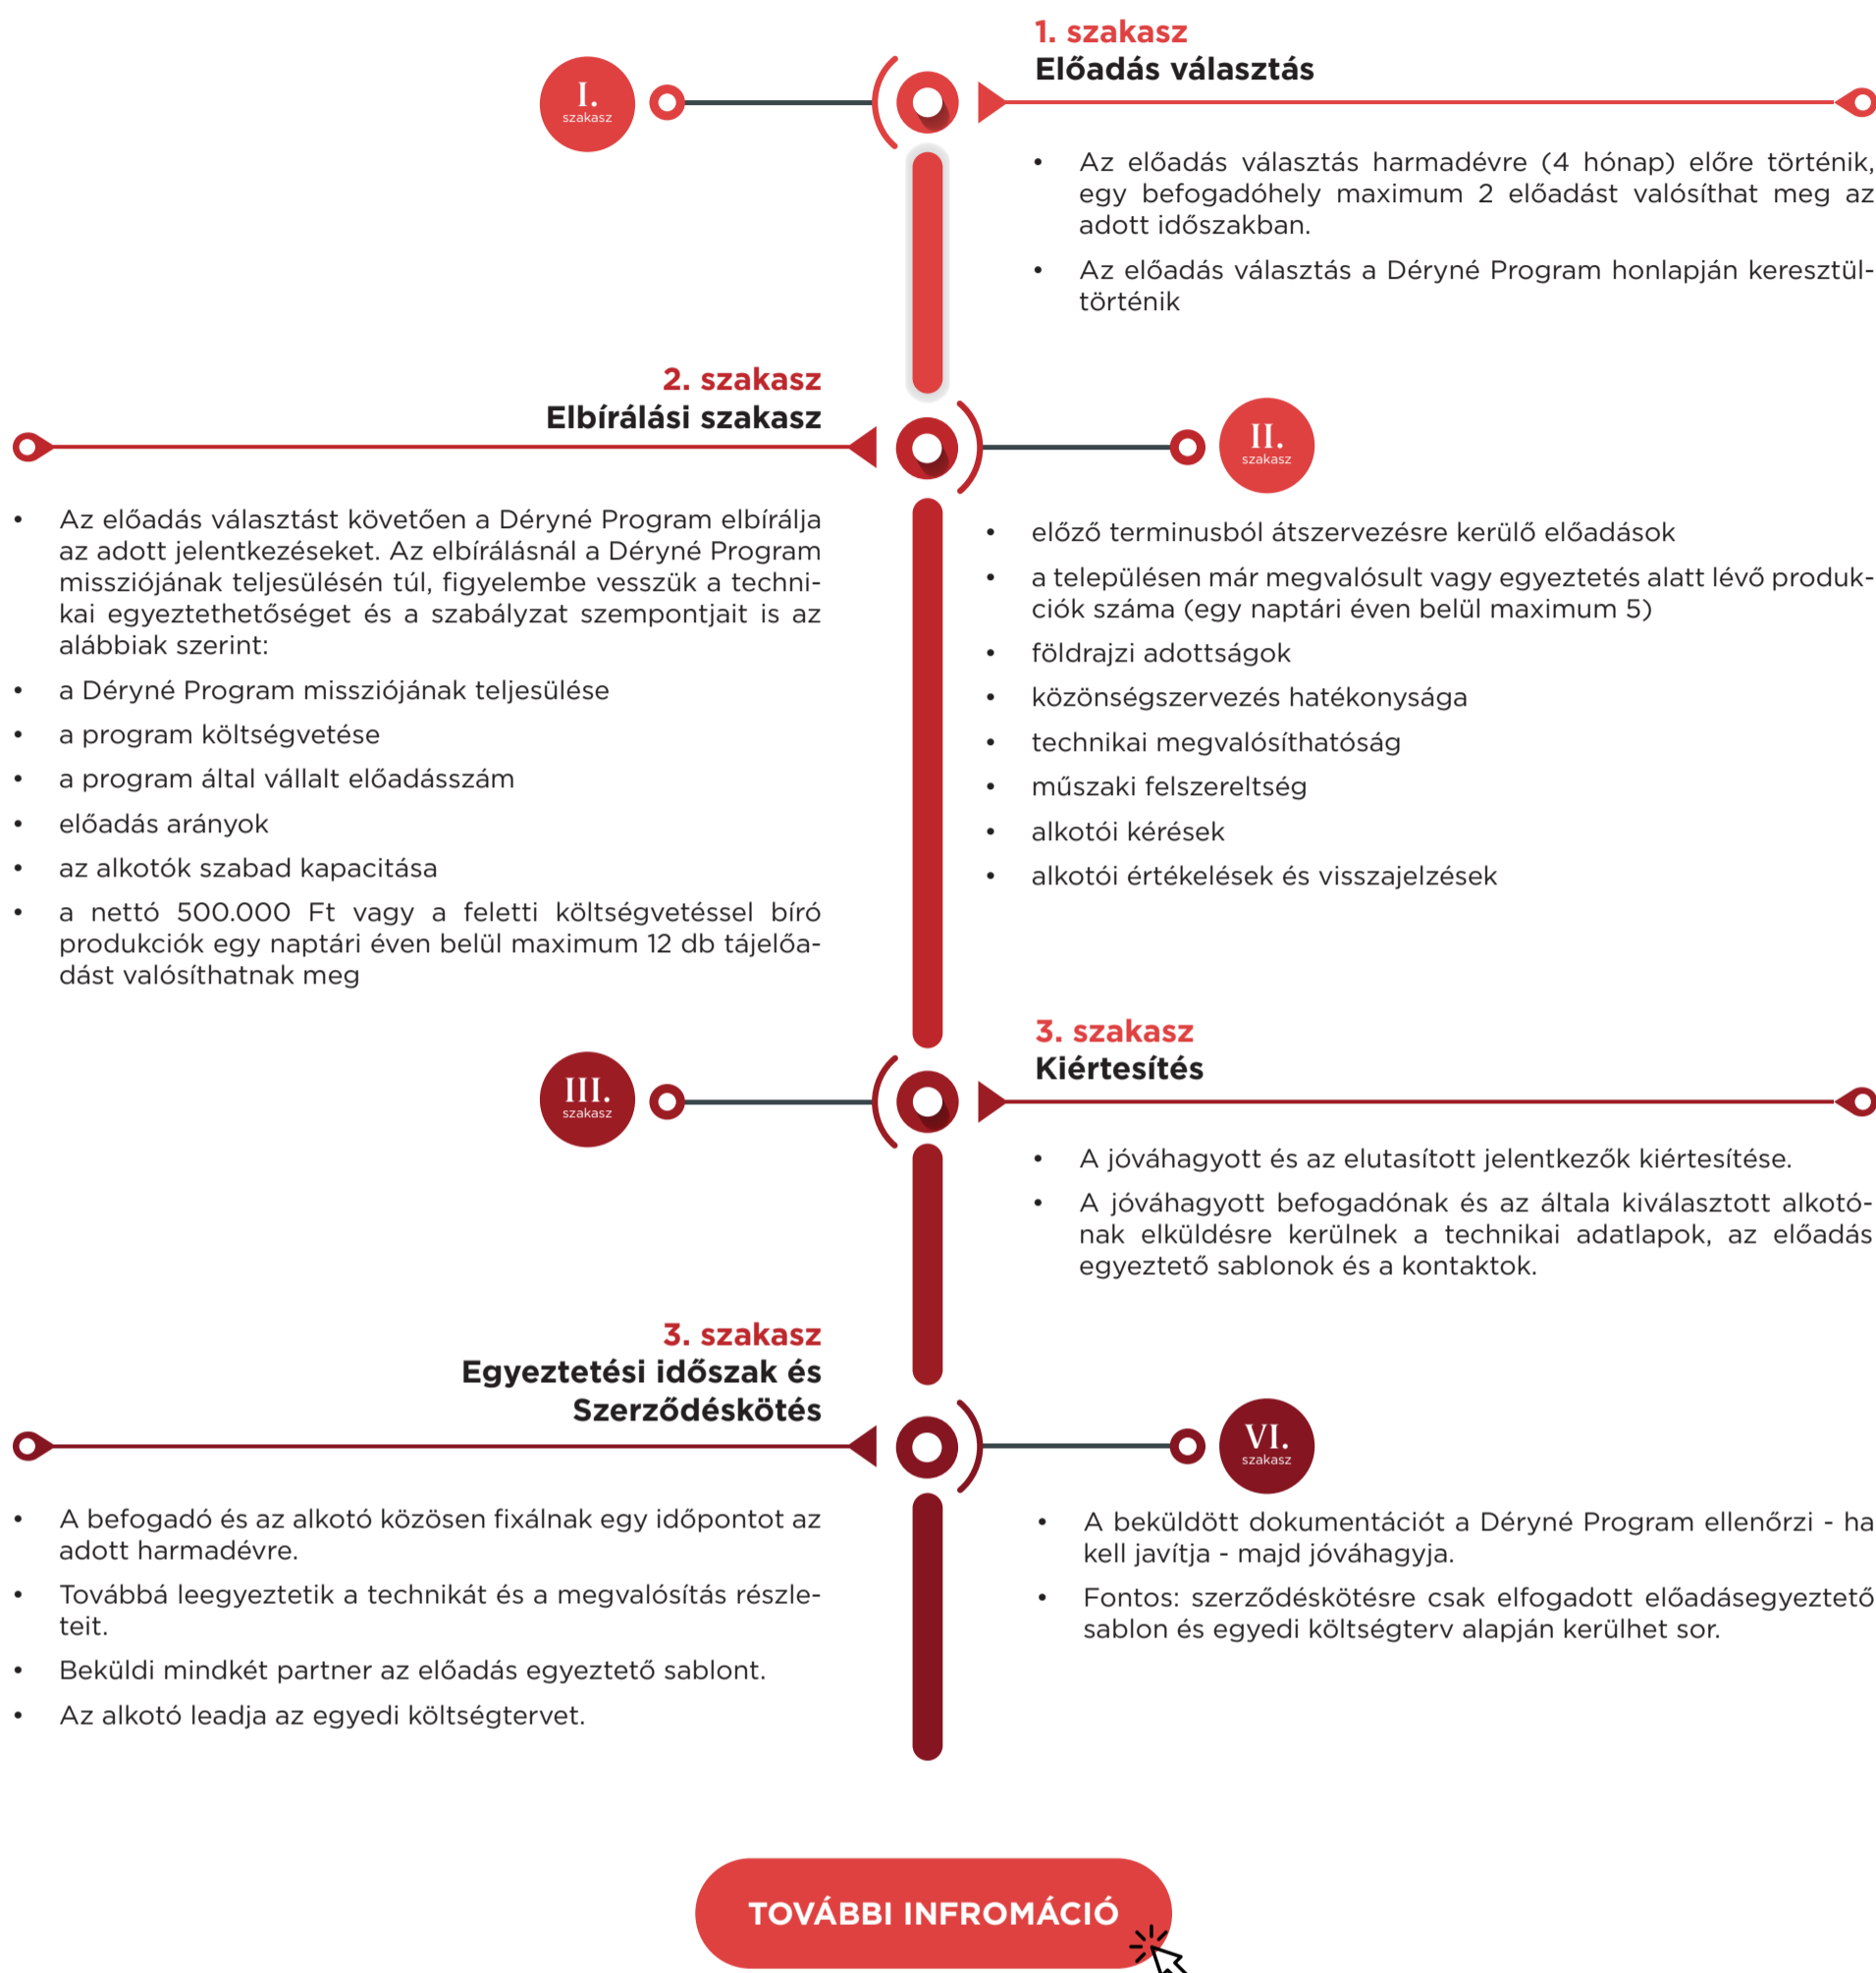 1. szakasz
Előadás választás
I.
szakasz
• Az előadás választás harmadévre (4 hónap) előre történik,
egy befogadóhely maximum 2 előadást valósíthat meg az
adott időszakban.
• Az előadás választás a Déryné Program honlapján keresztül-
történik
2. szakasz
Elbírálási szakasz
II.
szakasz
• Az előadás választást követően a Déryné Program elbírálja
az adott jelentkezéseket. Az elbírálásnál a Déryné Program
missziójának teljesülésén túl, figyelembe vesszük a techni-
kai egyeztethetőséget és a szabályzat szempontjait is az
alábbiak szerint:
• a Déryné Program missziójának teljesülése
• a program költségvetése
• a program által vállalt előadásszám
• előadás arányok
• az alkotók szabad kapacitása
• a nettó 500.000 Ft vagy a feletti költségvetéssel bíró
produkciók egy naptári éven belül maximum 12 db tájelőa-
dást valósíthatnak meg
• előző terminusból átszervezésre kerülő előadások
• a településen már megvalósult vagy egyeztetés alatt lévő produk-
ciók száma (egy naptári éven belül maximum 5)
• földrajzi adottságok
• közönségszervezés hatékonysága
• technikai megvalósíthatóság
• műszaki felszereltség
• alkotói kérések
• alkotói értékelések és visszajelzések
3. szakasz
Kiértesítés
III.
szakasz
• A jóváhagyott és az elutasított jelentkezők kiértesítése.
• A jóváhagyott befogadónak és az általa kiválasztott alkotó-
nak elküldésre kerülnek a technikai adatlapok, az előadás
egyeztető sablonok és a kontaktok.
3. szakasz
Egyeztetési időszak és
Szerződéskötés
VI.
szakasz
• A befogadó és az alkotó közösen fixálnak egy időpontot az
adott harmadévre.
• Továbbá leegyeztetik a technikát és a megvalósítás részle-
teit.
• Beküldi mindkét partner az előadás egyeztető sablont.
• Az alkotó leadja az egyedi költségtervet.
• A beküldött dokumentációt a Déryné Program ellenőrzi - ha
kell javítja - majd jóváhagyja.
• Fontos: szerződéskötésre csak elfogadott előadásegyeztető
sablon és egyedi költségterv alapján kerülhet sor.
TOVÁBBI INFROMÁCIÓ